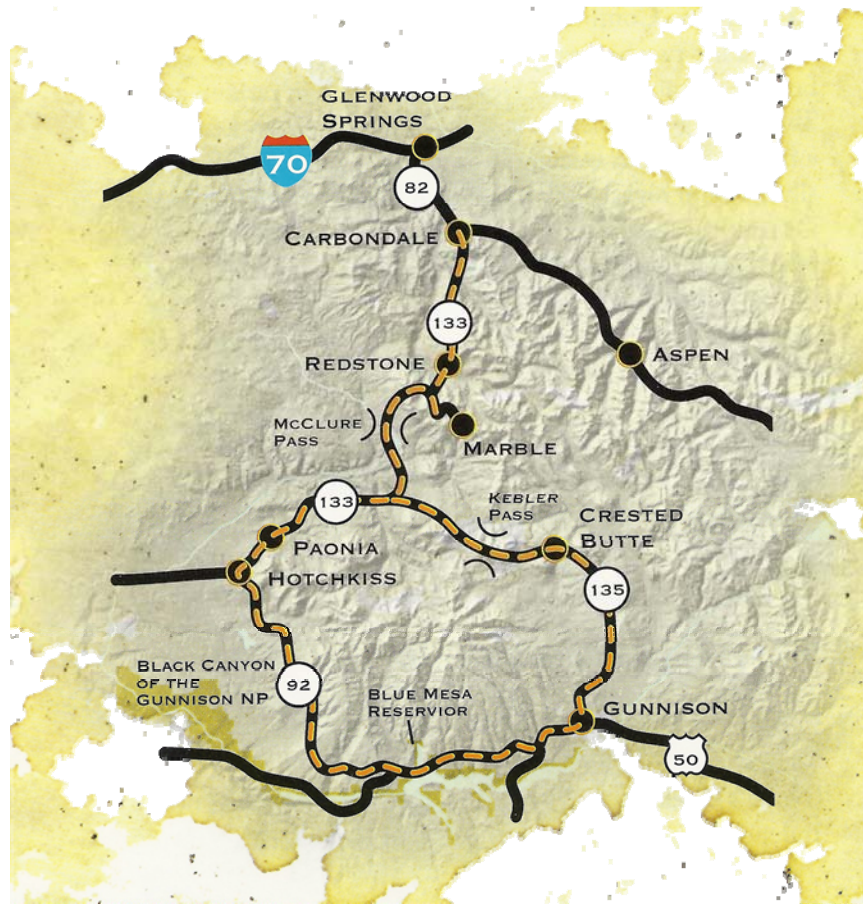 GLENWOOD
SPRINGS
70
82
CARBONDALE
133
REDSTONE
ASPEN
MCCLURE
PASS
MARBLE
KEBLER
PASS
133
CRESTED
BUTTE
PAONIA
HOTCHKISS
135
BLACK CANYON
OF THE
GUNNISON NP
92
BLUE MESA
RESERVIOR
GUNNISON
50